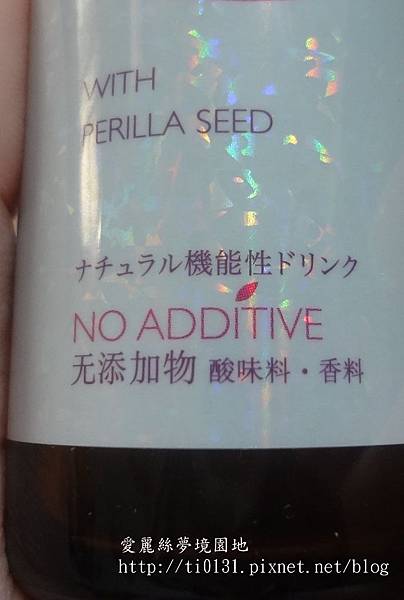 WITH
PERILLA SEED
ナチュラル機能性ドリンク
NO ADDITIVE
无添加物 酸味料・香料
愛麗絲夢境園地
http://ti0131.pixnet.net/blog